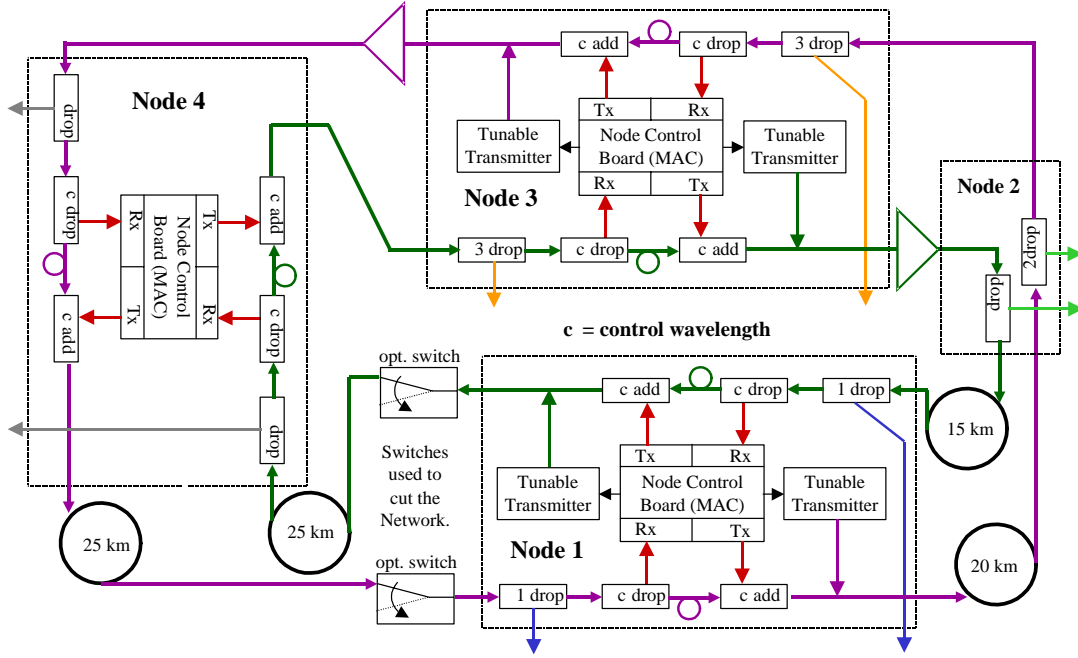 c add
c drop
3 drop
Node 4
drop
Tx
Rx
Tunable
Transmitter
Node Control
Board (MAC)
Tunable
Transmitter
Rx
Tx
Node 3
Node 2
c drop
Rx
Tx
Node Control
Board (MAC)
Tx
Rx
c add
3 drop
c drop
c add
2 drop
drop
c add
c drop
c = control wavelength
opt. switch
c add
c drop
1 drop
15 km
drop
Switches
used to
cut the
Network.
Tx
Rx
Tunable
Transmitter
Node Control
Board (MAC)
Tunable
Transmitter
Rx
Tx
Node 1
25 km
25 km
opt. switch
20 km
1 drop
c drop
c add